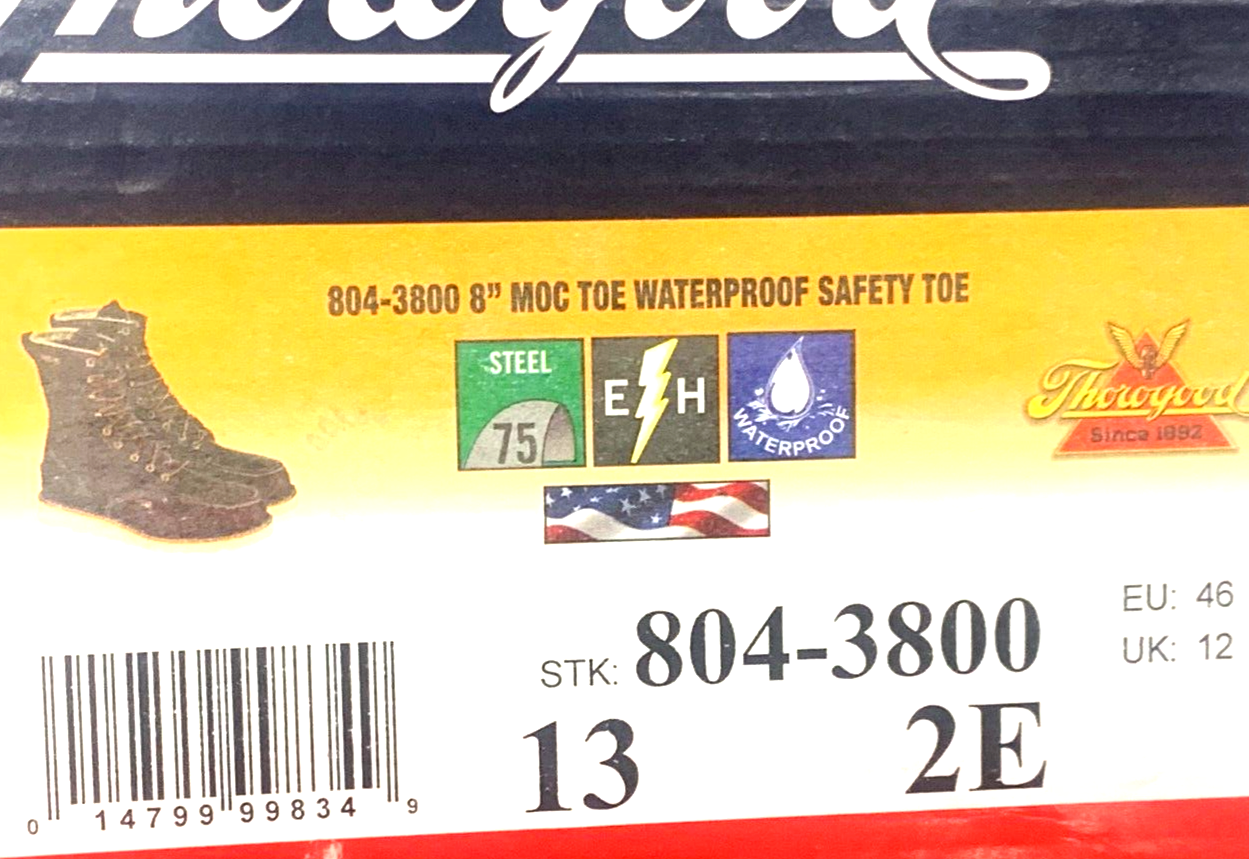 Thorogood
804-3800 8” MOC TOE WATERPROOF SAFETY TOE
STEEL
75
E H
WATERPROOF
Thorogood
Since 1892
STK: 804-3800
EU: 46
UK: 12
13 2E
0 14799 99834 9